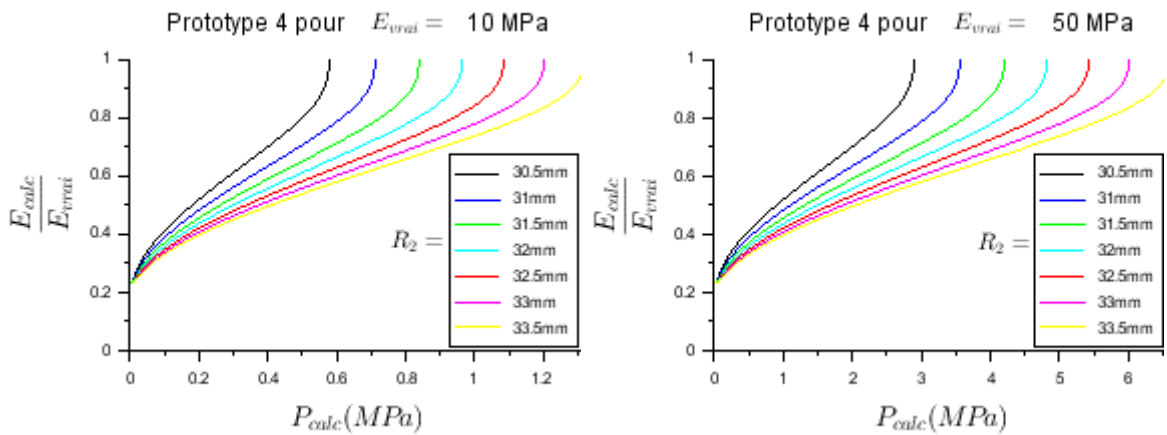 Prototype 4 pour E_vrai = 10 MPa
1
0.8
0.6
0.4
0.2
0
E_calc
E_vrai
R_2 =
30.5mm
31mm
31.5mm
32mm
32.5mm
33mm
33.5mm
0 0.2 0.4 0.6 0.8 1 1.2
P_calc(MPa)
Prototype 4 pour E_vrai = 50 MPa
1
0.8
0.6
0.4
0.2
0
E_calc
E_vrai
R_2 =
30.5mm
31mm
31.5mm
32mm
32.5mm
33mm
33.5mm
0 1 2 3 4 5 6
P_calc(MPa)